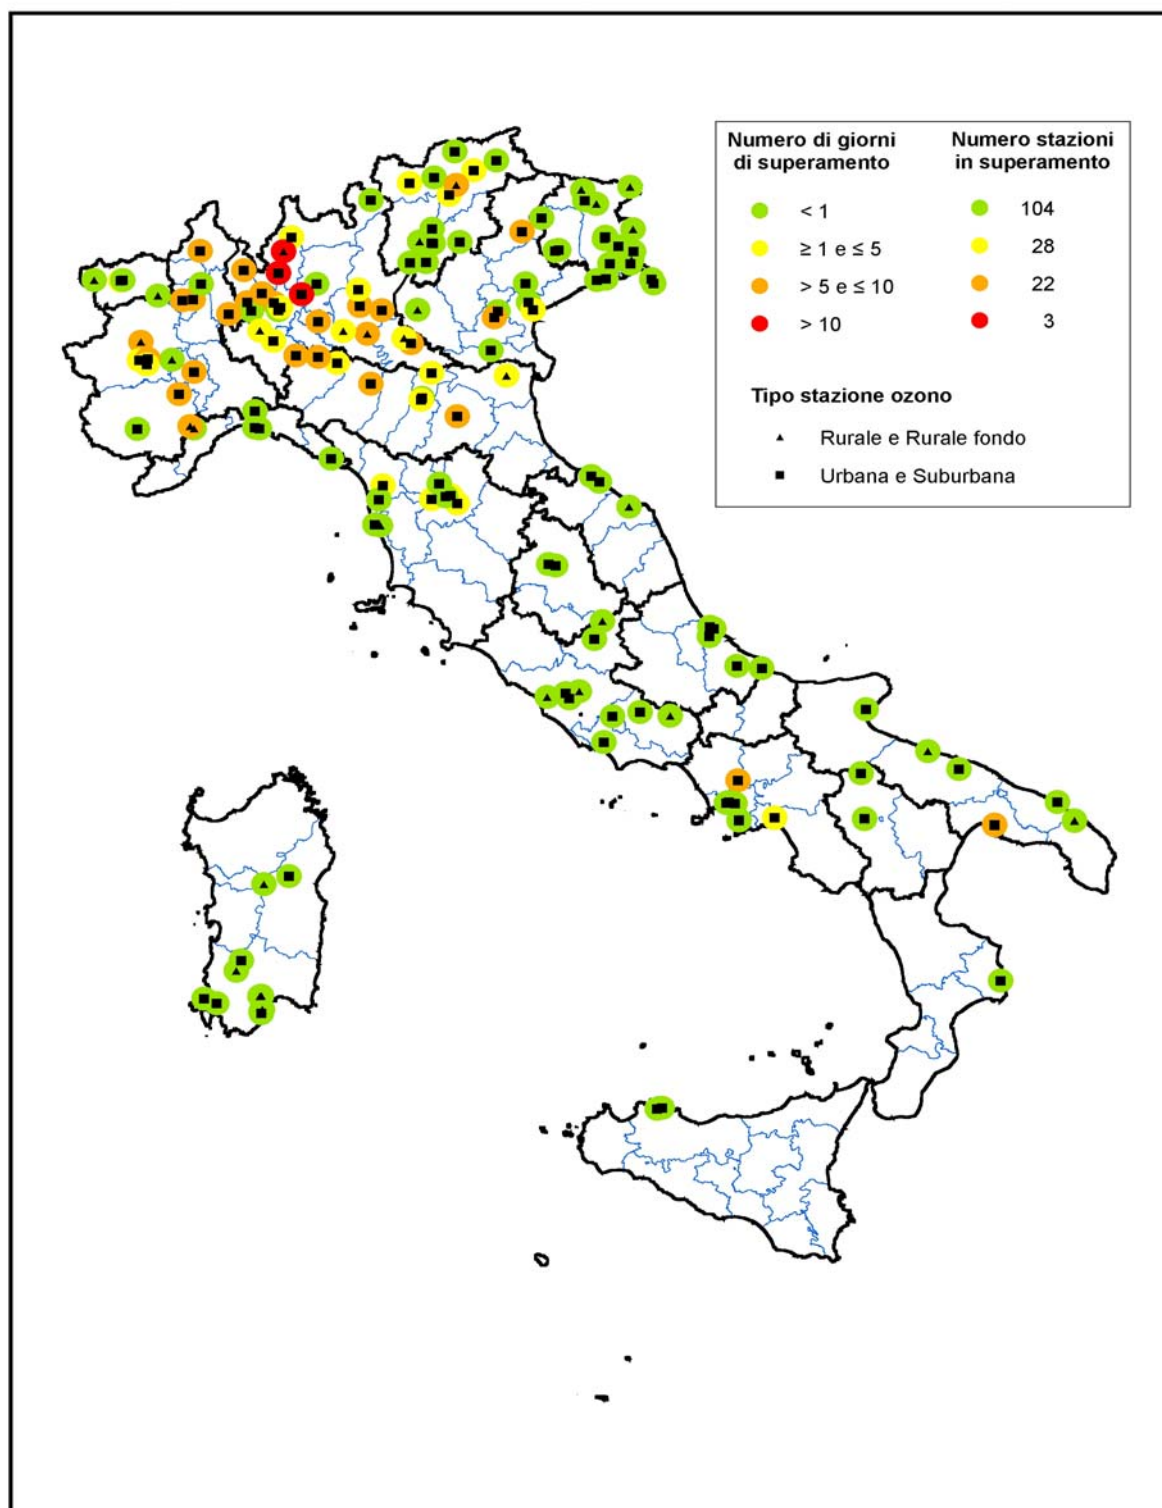 Numero di giorni di superamento
Numero stazioni in superamento
< 1 104
≥ 1 e ≤ 5 28
> 5 e ≤ 10 22
> 10 3
Tipo stazione ozono
Rurale e Rurale fondo
Urbana e Suburbana